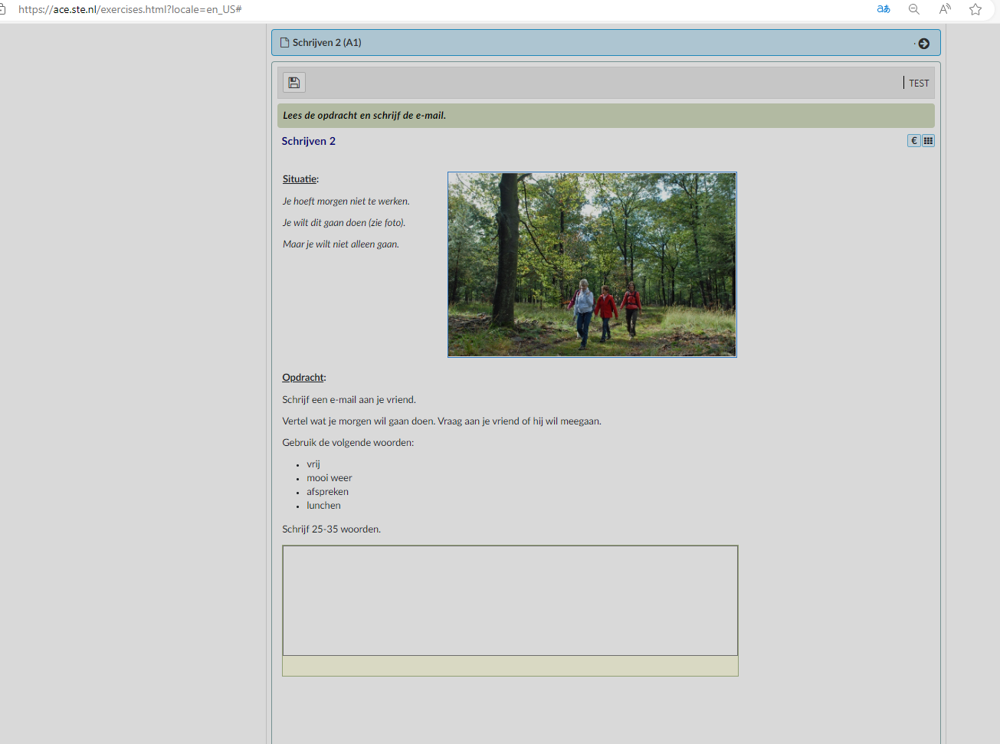 https://ace.ste.nl/exercises.html?locale=en_US#
Schrijven 2 (A1)
TEST
Lees de opdracht en schrijf de e-mail.
Schrijven 2
€
Situatie:
Je hoeft morgen niet te werken.
Je wilt dit gaan doen (zie foto).
Maar je wilt niet alleen gaan.
Opdracht:
Schrijf een e-mail aan je vriend.
Vertel wat je morgen wil gaan doen. Vraag aan je vriend of hij wil meegaan.
Gebruik de volgende woorden:
• vrij
• mooi weer
• afspreken
• lunchen
Schrijf 25-35 woorden.